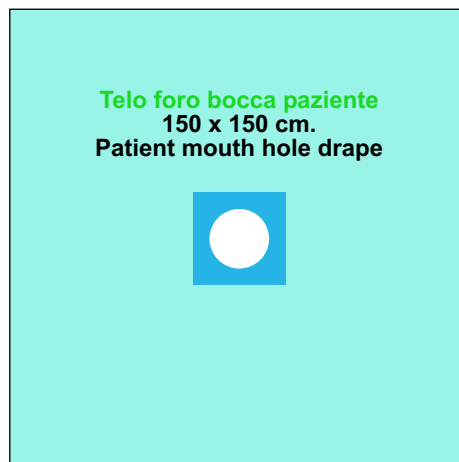 Telo foro bocca paziente
150 x 150 cm.
Patient mouth hole drape